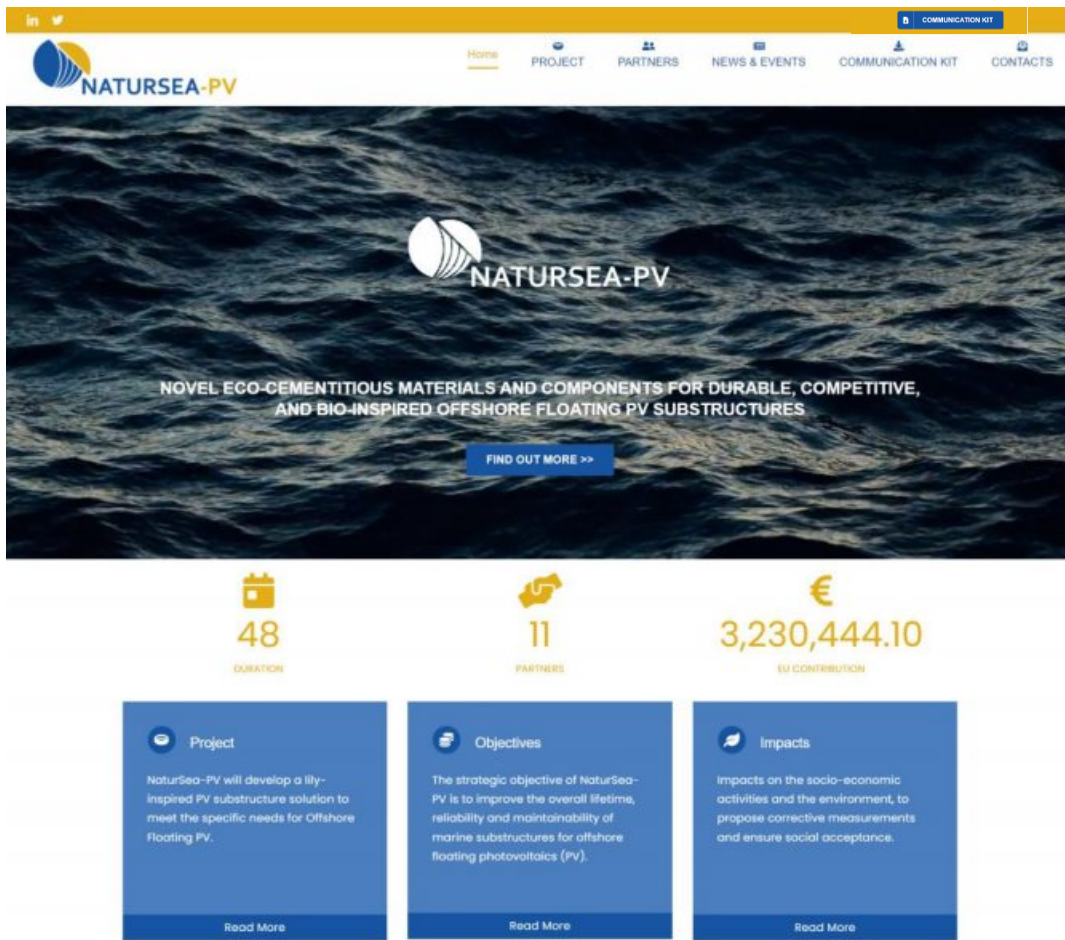 in
COMMUNICATION KIT
NATURSEA-PV
Home
PROJECT
PARTNERS
NEWS & EVENTS
COMMUNICATION KIT
CONTACTS
NATURSEA-PV
NOVEL ECO-CEMENTITIOUS MATERIALS AND COMPONENTS FOR DURABLE, COMPETITIVE,
AND BIO-INSPIRED OFFSHORE FLOATING PV SUBSTRUCTURES
FIND OUT MORE >>
€
48
11
3,230,444.10
DURATION
PARTNERS
EU CONTRIBUTION
Project
NaturSea-PV will develop a lily-
inspired PV substructure solution to
meet the specific needs for Offshore
Floating PV.
Read More
Objectives
The strategic objective of NaturSea-
PV is to improve the overall lifetime,
reliability and maintainability of
marine substructures for offshore
floating photovoltaics (PV).
Read More
Impacts
Impacts on the socio-economic
activities and the environment, to
propose corrective measurements
and ensure social acceptance.
Read More